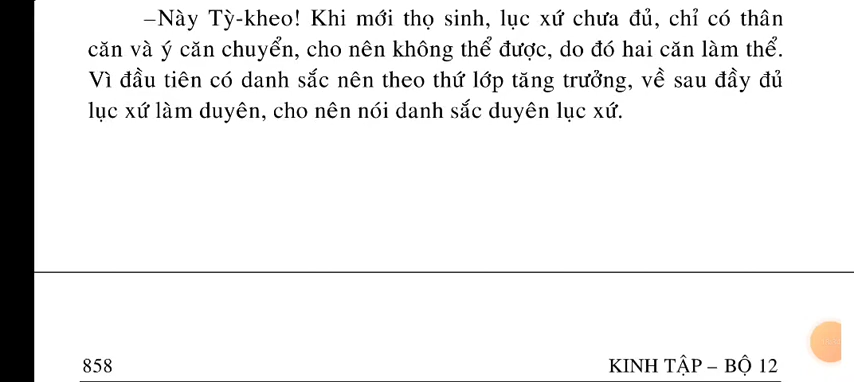 –Này Tỳ-kheo! Khi mới thọ sinh, lục xứ chưa đủ, chỉ có thân
căn và ý căn chuyển, cho nên không thể được, do đó hai căn làm thể.
Vì đầu tiên có danh sắc nên theo thứ lớp tăng trưởng, về sau đầy đủ
lục xứ làm duyên, cho nên nói danh sắc duyên lục xứ.
858
KINH TẬP – BỘ 12